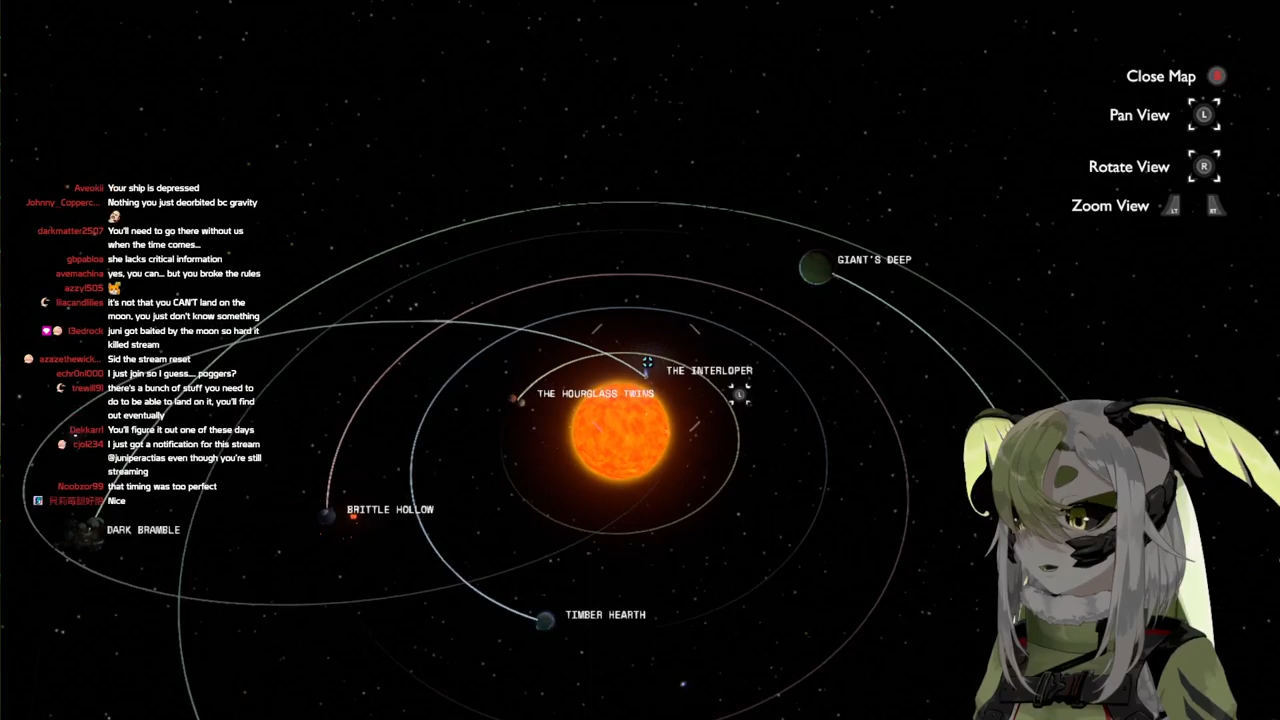 Close Map
Pan View L
Rotate View R
Zoom View LT RT
Aveokii Your ship is depressed
Johnny_Copperc... Nothing you just deorbited bc gravity
darkmatter2507 You'll need to go there without us
when the time comes...
gbpabloa she lacks critical information
avemachina yes, you can... but you broke the rules
azzy1505
lilacandlilies it's not that you CAN'T land on the
moon, you just don't know something
l3edrock juni got baited by the moon so hard it
killed stream
azazethewick... Sid the stream reset
echr0nl000 I just join so I guess.... poggers?
trewill91 there's a bunch of stuff you need to
do to be able to land on it, you'll find
out eventually
Dekkarrl You'll figure it out one of these days
cjol234 I just got a notification for this stream
@juniperactias even though you're still
streaming
Noobzor99 that timing was too perfect
Nice
GIANT'S DEEP
THE INTERLOPER
THE HOURGLASS TWINS
L
BRITTLE HOLLOW
DARK BRAMBLE
TIMBER HEARTH